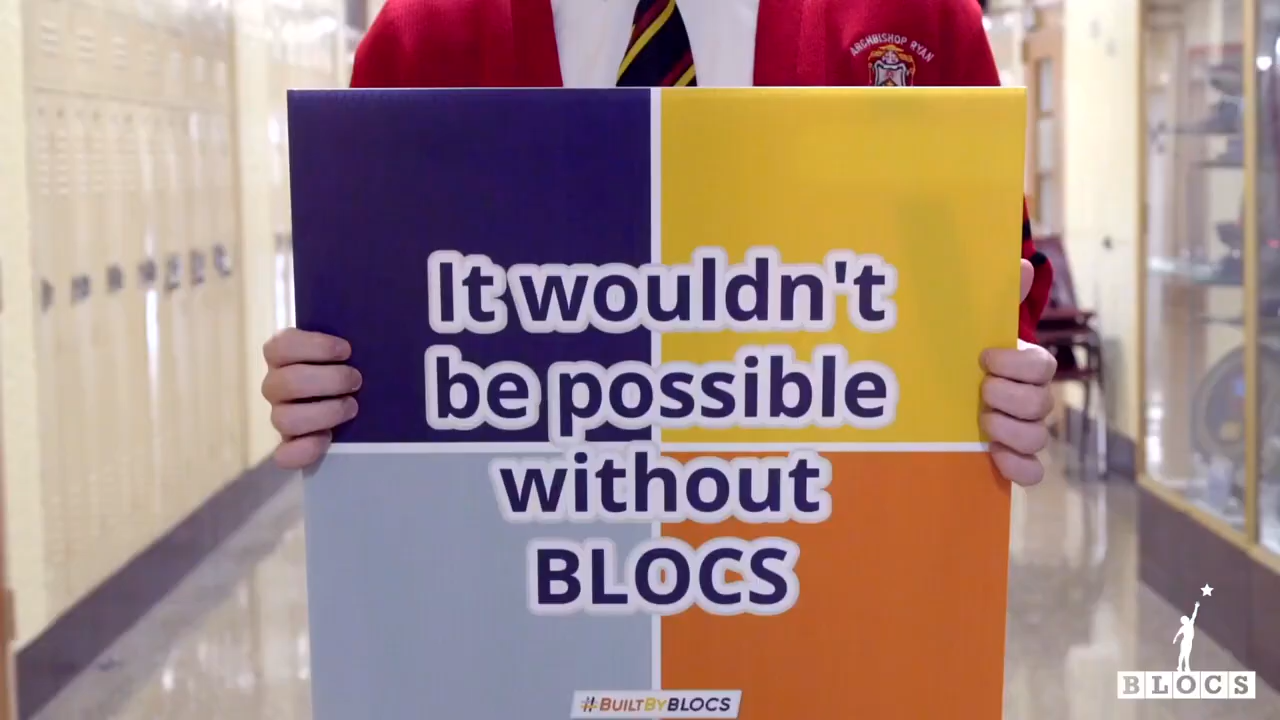 ARCHBISHOP RYAN
It wouldn't
be possible
without
BLOCS
#BUILTBYBLOCS
BLOCS